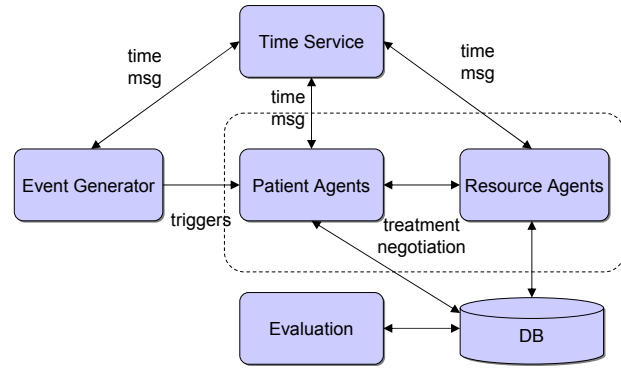 Time Service
time
msg
time
msg
time
msg
Event Generator
Patient Agents
Resource Agents
triggers
treatment
negotiation
Evaluation
DB